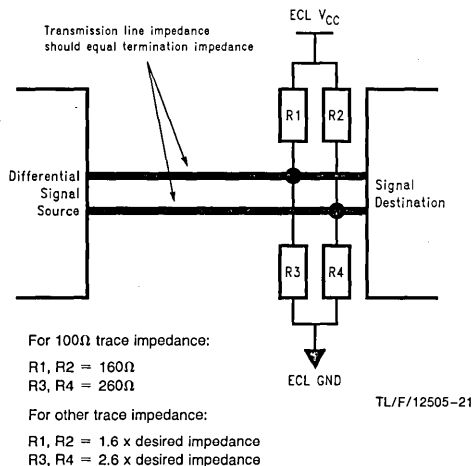 ECL VCC
Transmission line impedance
should equal termination impedance
R1
R2
Differential
Signal
Source
Signal
Destination
R3
R4
For 100Ω trace impedance:
R1, R2 = 160Ω
R3, R4 = 260Ω
ECL GND
TL/F/12505-21
For other trace impedance:
R1, R2 = 1.6 x desired impedance
R3, R4 = 2.6 x desired impedance